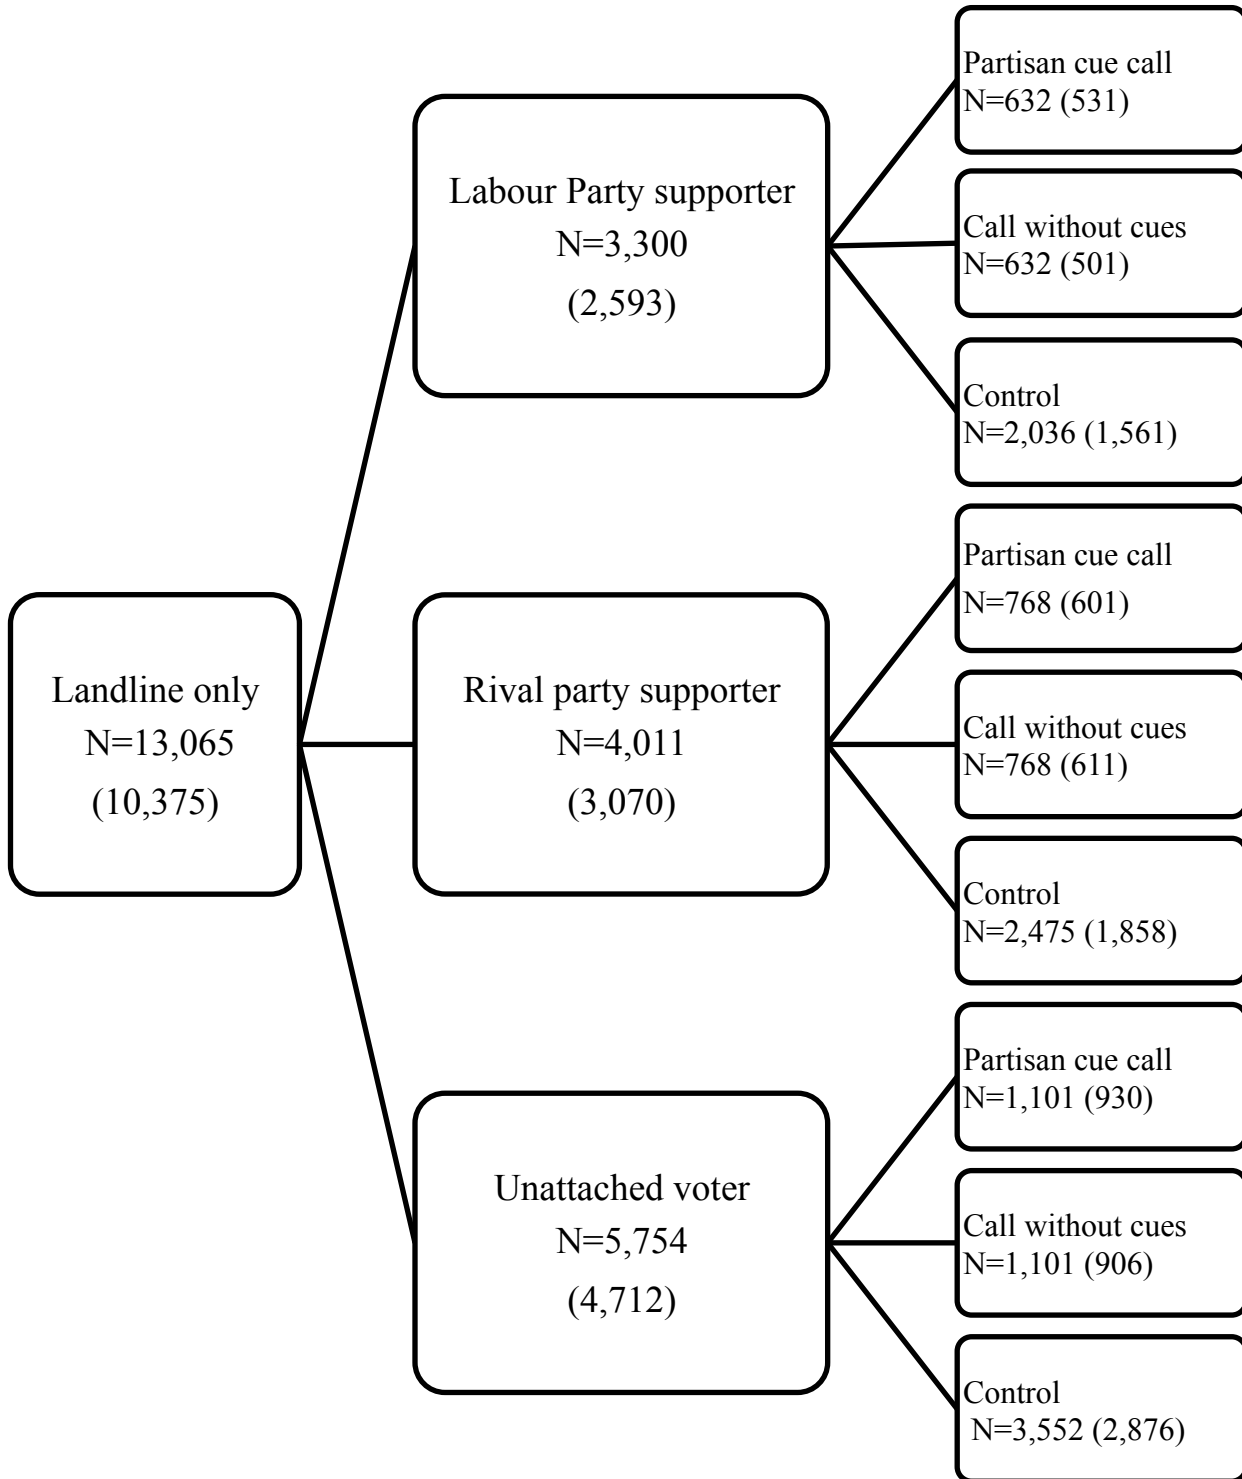 Landline only
N=13,065
(10,375)
Labour Party supporter
N=3,300
(2,593)
Partisan cue call
N=632 (531)
Call without cues
N=632 (501)
Control
N=2,036 (1,561)
Rival party supporter
N=4,011
(3,070)
Partisan cue call
N=768 (601)
Call without cues
N=768 (611)
Control
N=2,475 (1,858)
Unattached voter
N=5,754
(4,712)
Partisan cue call
N=1,101 (930)
Call without cues
N=1,101 (906)
Control
N=3,552 (2,876)